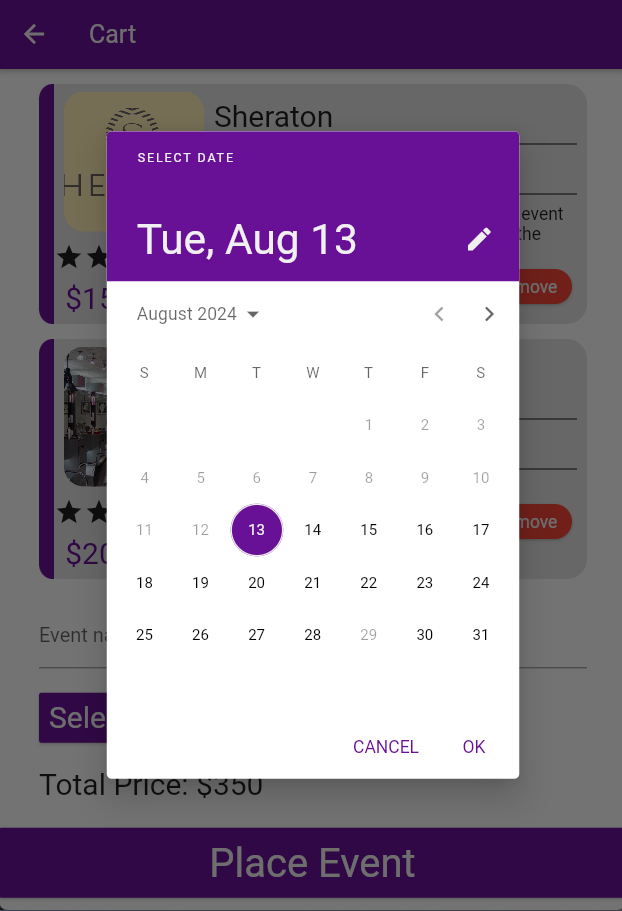 Cart
Sheraton
HE
event
the
$15
move
$20
move
SELECT DATE
Tue, Aug 13
August 2024
S M T W T F S
1 2 3
4 5 6 7 8 9 10
11 12 13 14 15 16 17
18 19 20 21 22 23 24
25 26 27 28 29 30 31
CANCEL OK
Event na
Sele
Total Price: $350
Place Event